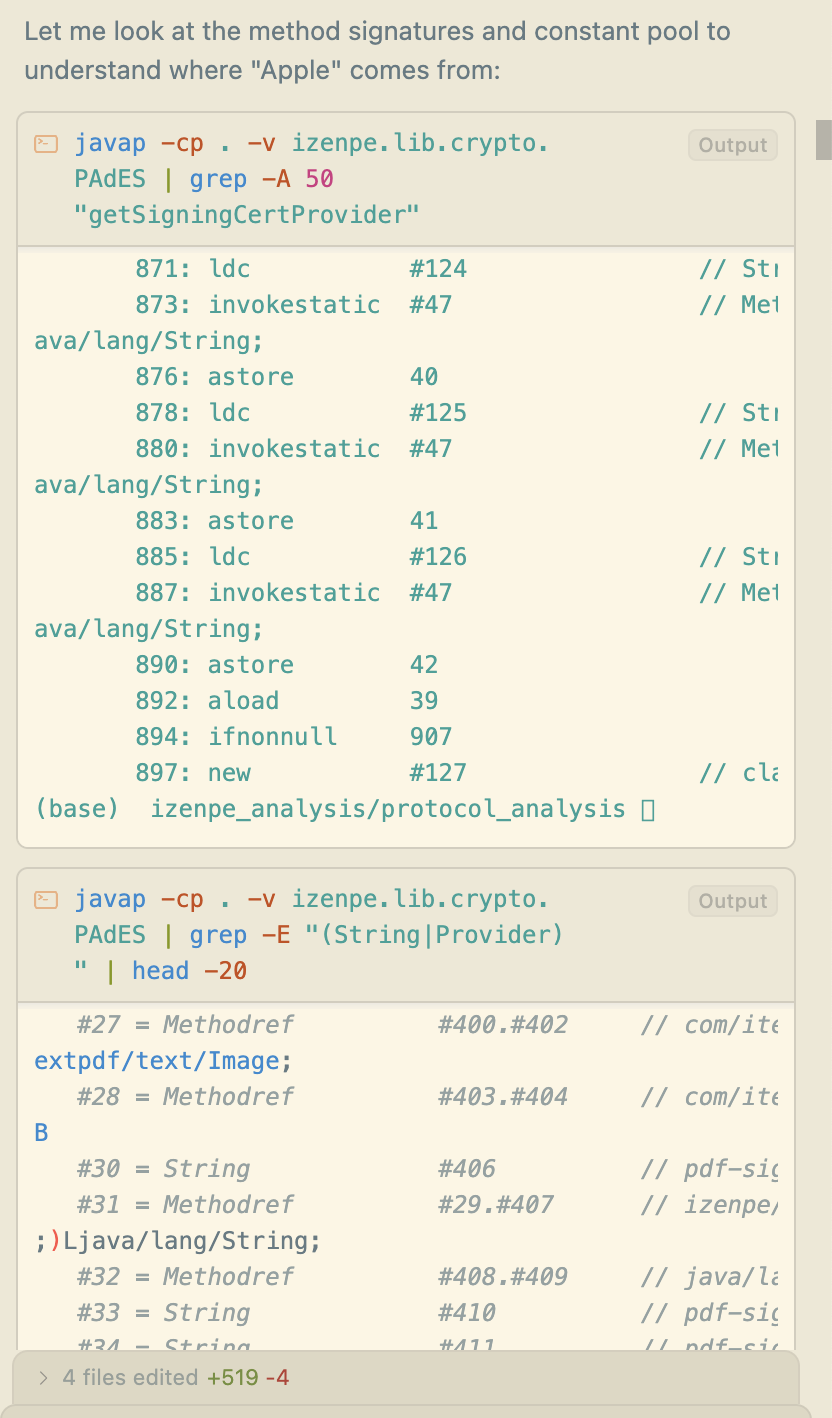 Let me look at the method signatures and constant pool to
understand where "Apple" comes from:
javap -cp . -v izenpe.lib.crypto.
PAdES | grep -A 50
"getSigningCertProvider"
Output
871: ldc #124 // Str
873: invokestatic #47 // Met
ava/lang/String;
876: astore 40
878: ldc #125 // Str
880: invokestatic #47 // Met
ava/lang/String;
883: astore 41
885: ldc #126 // Str
887: invokestatic #47 // Met
ava/lang/String;
890: astore 42
892: aload 39
894: ifnonnull 907
897: new #127 // cla
(base) izenpe_analysis/protocol_analysis
javap -cp . -v izenpe.lib.crypto.
PAdES | grep -E "(String|Provider)
" | head -20
Output
#27 = Methodref #400.#402 // com/ite
extpdf/text/Image;
#28 = Methodref #403.#404 // com/ite
B
#30 = String #406 // pdf-sig
#31 = Methodref #29.#407 // izenpe/
;)Ljava/lang/String;
#32 = Methodref #408.#409 // java/la
#33 = String #410 // pdf-sig
#34 = String #411 // pdf-sig
> 4 files edited +519 -4